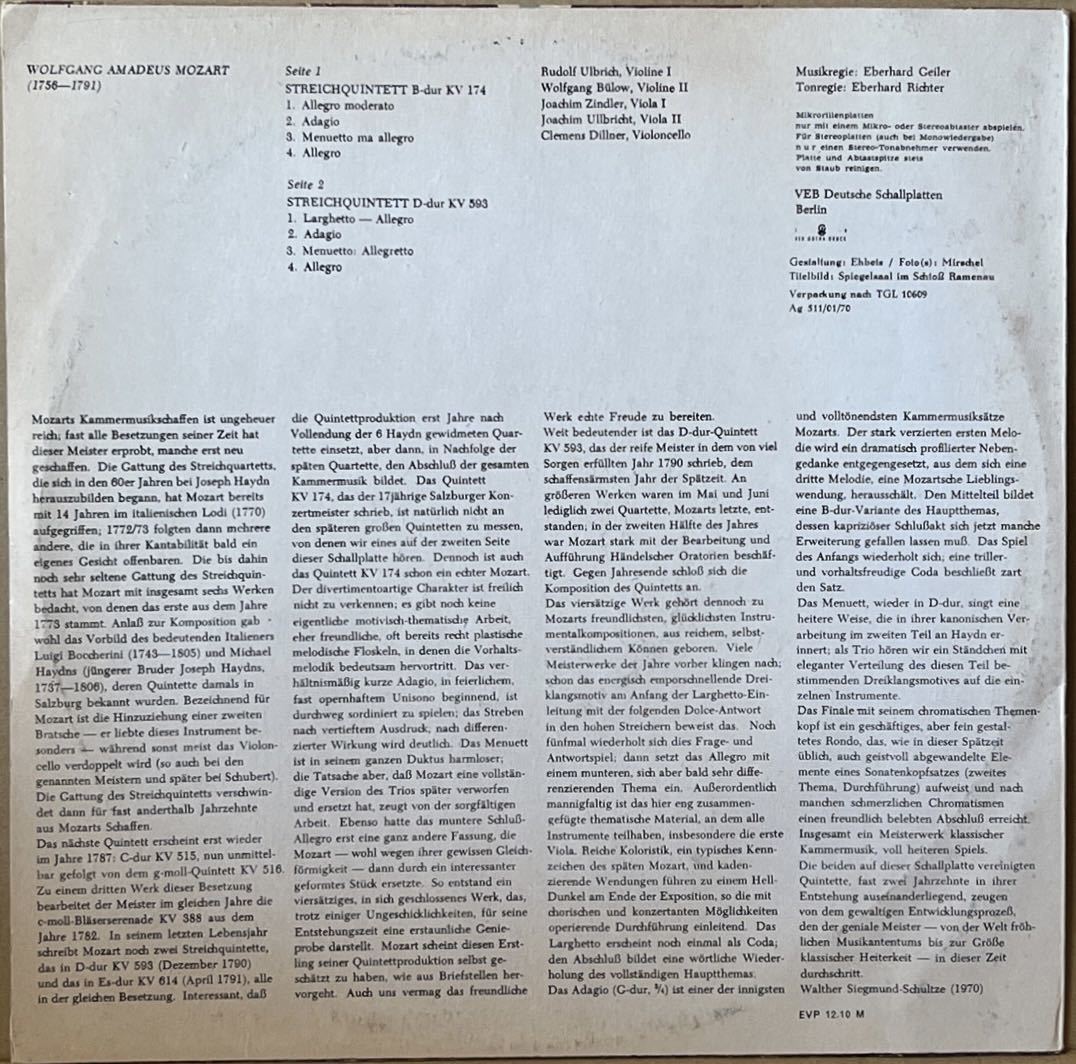 WOLFGANG AMADEUS MOZART
(1756—1791)
Seite 1
STREICHQUINTETT B-dur KV 174
1. Allegro moderato
2. Adagio
3. Menuetto ma allegro
4. Allegro
Seite 2
STREICHQUINTETT D-dur KV 593
1. Larghetto — Allegro
2. Adagio
3. Menuetto: Allegretto
4. Allegro
Rudolf Ulbrich, Violine I
Wolfgang Bülow, Violine II
Joachim Zindler, Viola I
Joachim Ullbricht, Viola II
Clemens Dillner, Violoncello
Musikregie: Eberhard Geiler
Tonregie: Eberhard Richter
Mikrorillenplatten
nur mit einem Mikro- oder Stereoabtaster abspielen.
Für Stereoplatten (auch bei Monowiedergabe)
nur einen Stereo-Tonabnehmer verwenden.
Platte und Abtastspitze stets
von Staub reinigen.
VEB Deutsche Schallplatten
Berlin
VEB GOTHA DRUCK
Gestaltung: Ehbets / Foto(s): Mirschel
Titelbild: Spiegelsaal im Schloß Ramenau
Verpackung nach TGL 10609
Ag 511/01/70
Mozarts Kammermusikschaffen ist ungeheuer
reich; fast alle Besetzungen seiner Zeit hat
dieser Meister erprobt, manche erst neu
geschaffen. Die Gattung des Streichquartetts,
die sich in den 60er Jahren bei Joseph Haydn
herauszubilden begann, hat Mozart bereits
mit 14 Jahren im italienischen Lodi (1770)
aufgegriffen; 1772/73 folgten dann mehrere
andere, die in ihrer Kantabilität bald ein
eigenes Gesicht offenbaren. Die bis dahin
noch sehr seltene Gattung des Streichquin-
tetts hat Mozart mit insgesamt sechs Werken
bedacht, von denen das erste aus dem Jahre
1773 stammt. Anlaß zur Komposition gab
wohl das Vorbild des bedeutenden Italieners
Luigi Boccherini (1743—1805) und Michael
Haydns (jüngerer Bruder Joseph Haydns,
1737—1806), deren Quintette damals in
Salzburg bekannt wurden. Bezeichnend für
Mozart ist die Hinzuziehung einer zweiten
Bratsche — er liebte dieses Instrument be-
sonders — während sonst meist das Violon-
cello verdoppelt wird (so auch bei den
genannten Meistern und später bei Schubert).
Die Gattung des Streichquintetts verschwin-
det dann für fast anderthalb Jahrzehnte
aus Mozarts Schaffen.
Das nächste Quintett erscheint erst wieder
im Jahre 1787: C-dur KV 515, nun unmittel-
bar gefolgt von dem g-moll-Quintett KV 516.
Zu einem dritten Werk dieser Besetzung
bearbeitet der Meister im gleichen Jahre die
c-moll-Bläserserenade KV 388 aus dem
Jahre 1782. In seinem letzten Lebensjahr
schreibt Mozart noch zwei Streichquintette,
das in D-dur KV 593 (Dezember 1790)
und das in Es-dur KV 614 (April 1791), alle
in der gleichen Besetzung. Interessant, daß
die Quintettproduktion erst Jahre nach
Vollendung der 6 Haydn gewidmeten Quar-
tette einsetzt, aber dann, in Nachfolge der
späten Quartette, den Abschluß der gesamten
Kammermusik bildet. Das Quintett
KV 174, das der 17jährige Salzburger Kon-
zertmeister schrieb, ist natürlich nicht an
den späteren großen Quintetten zu messen,
von denen wir eines auf der zweiten Seite
dieser Schallplatte hören. Dennoch ist auch
das Quintett KV 174 schon ein echter Mozart.
Der divertimentoartige Charakter ist freilich
nicht zu verkennen; es gibt noch keine
eigentliche motivisch-thematische Arbeit,
eher freundliche, oft bereits recht plastische
melodische Floskeln, in denen die Vorhalts-
melodik bedeutsam hervortritt. Das ver-
hältnismäßig kurze Adagio, in feierlichem,
fast opernhaftem Unisono beginnend, ist
durchweg sordiniert zu spielen; das Streben
nach vertieftem Ausdruck, nach differen-
zierter Wirkung wird deutlich. Das Menuett
ist in seinem ganzen Duktus harmloser;
die Tatsache aber, daß Mozart eine vollstän-
dige Version des Trios später verworfen
und ersetzt hat, zeugt von der sorgfältigen
Arbeit. Ebenso hatte das muntere Schluß-
Allegro erst eine ganz andere Fassung, die
Mozart — wohl wegen ihrer gewissen Gleich-
förmigkeit — dann durch ein interessanter
geformtes Stück ersetzte. So entstand ein
viersätziges, in sich geschlossenes Werk, das,
trotz einiger Ungeschicklichkeiten, für seine
Entstehungszeit eine erstaunliche Genie-
probe darstellt. Mozart scheint diesen Erst-
ling seiner Quintettproduktion selbst ge-
schätzt zu haben, wie aus Briefstellen her-
vorgeht. Auch uns vermag das freundliche
Werk echte Freude zu bereiten.
Weit bedeutender ist das D-dur-Quintett
KV 593, das der reife Meister in dem von viel
Sorgen erfüllten Jahr 1790 schrieb, dem
schaffensärmsten Jahr der Spätzeit. An
größeren Werken waren im Mai und Juni
lediglich zwei Quartette, Mozarts letzte, ent-
standen; in der zweiten Hälfte des Jahres
war Mozart stark mit der Bearbeitung und
Aufführung Händelscher Oratorien beschäf-
tigt. Gegen Jahresende schloß sich die
Komposition des Quintetts an.
Das viersätzige Werk gehört dennoch zu
Mozarts freundlichsten, glücklichsten Instru-
mentalkompositionen, aus reichem, selbst-
verständlichem Können geboren. Viele
Meisterwerke der Jahre vorher klingen nach;
schon das energisch emporschnellende Drei-
klangsmotiv am Anfang der Larghetto-Ein-
leitung mit der folgenden Dolce-Antwort
in den hohen Streichern beweist das. Noch
fünfmal wiederholt sich dies Frage- und
Antwortspiel; dann setzt das Allegro mit
einem munteren, sich aber bald sehr diffe-
renzierenden Thema ein. Außerordentlich
mannigfaltig ist das hier eng zusammen-
gefügte thematische Material, an dem alle
Instrumente teilhaben, insbesondere die erste
Viola. Reiche Koloristik, ein typisches Kenn-
zeichen des späten Mozart, und kaden-
zierende Wendungen führen zu einem Hell-
Dunkel am Ende der Exposition, so die mit
chorischen und konzertanten Möglichkeiten
operierende Durchführung einleitend. Das
Larghetto erscheint noch einmal als Coda;
den Abschluß bildet eine wörtliche Wieder-
holung des vollständigen Hauptthemas.
Das Adagio (G-dur, ¾) ist einer der innigsten
und volltönendsten Kammermusiksätze
Mozarts. Der stark verzierten ersten Melo-
die wird ein dramatisch profilierter Neben-
gedanke entgegengesetzt, aus dem sich eine
dritte Melodie, eine Mozartsche Lieblings-
wendung, herausschält. Den Mittelteil bildet
eine B-dur-Variante des Hauptthemas,
dessen kapriziöser Schlußakt sich jetzt manche
Erweiterung gefallen lassen muß. Das Spiel
des Anfangs wiederholt sich; eine triller-
und vorhaltsfreudige Coda beschließt zart
den Satz.
Das Menuett, wieder in D-dur, singt eine
heitere Weise, die in ihrer kanonischen Ver-
arbeitung im zweiten Teil an Haydn er-
innert; als Trio hören wir ein Ständchen mit
eleganter Verteilung des diesen Teil be-
stimmenden Dreiklangsmotives auf die ein-
zelnen Instrumente.
Das Finale mit seinem chromatischen Themen-
kopf ist ein geschäftiges, aber fein gestal-
tetes Rondo, das, wie in dieser Spätzeit
üblich, auch geistvoll abgewandelte Ele-
mente eines Sonatenkopfsatzes (zweites
Thema, Durchführung) aufweist und nach
manchen schmerzlichen Chromatismen
einen freundlich belebten Abschluß erreicht.
Insgesamt ein Meisterwerk klassischer
Kammermusik, voll heiteren Spiels.
Die beiden auf dieser Schallplatte vereinigten
Quintette, fast zwei Jahrzehnte in ihrer
Entstehung auseinanderliegend, zeugen
von dem gewaltigen Entwicklungsprozeß,
den der geniale Meister — von der Welt fröh-
lichen Musikantentums bis zur Größe
klassischer Heiterkeit — in dieser Zeit
durchschritt.
Walther Siegmund-Schultze (1970)
EVP 12.10 M